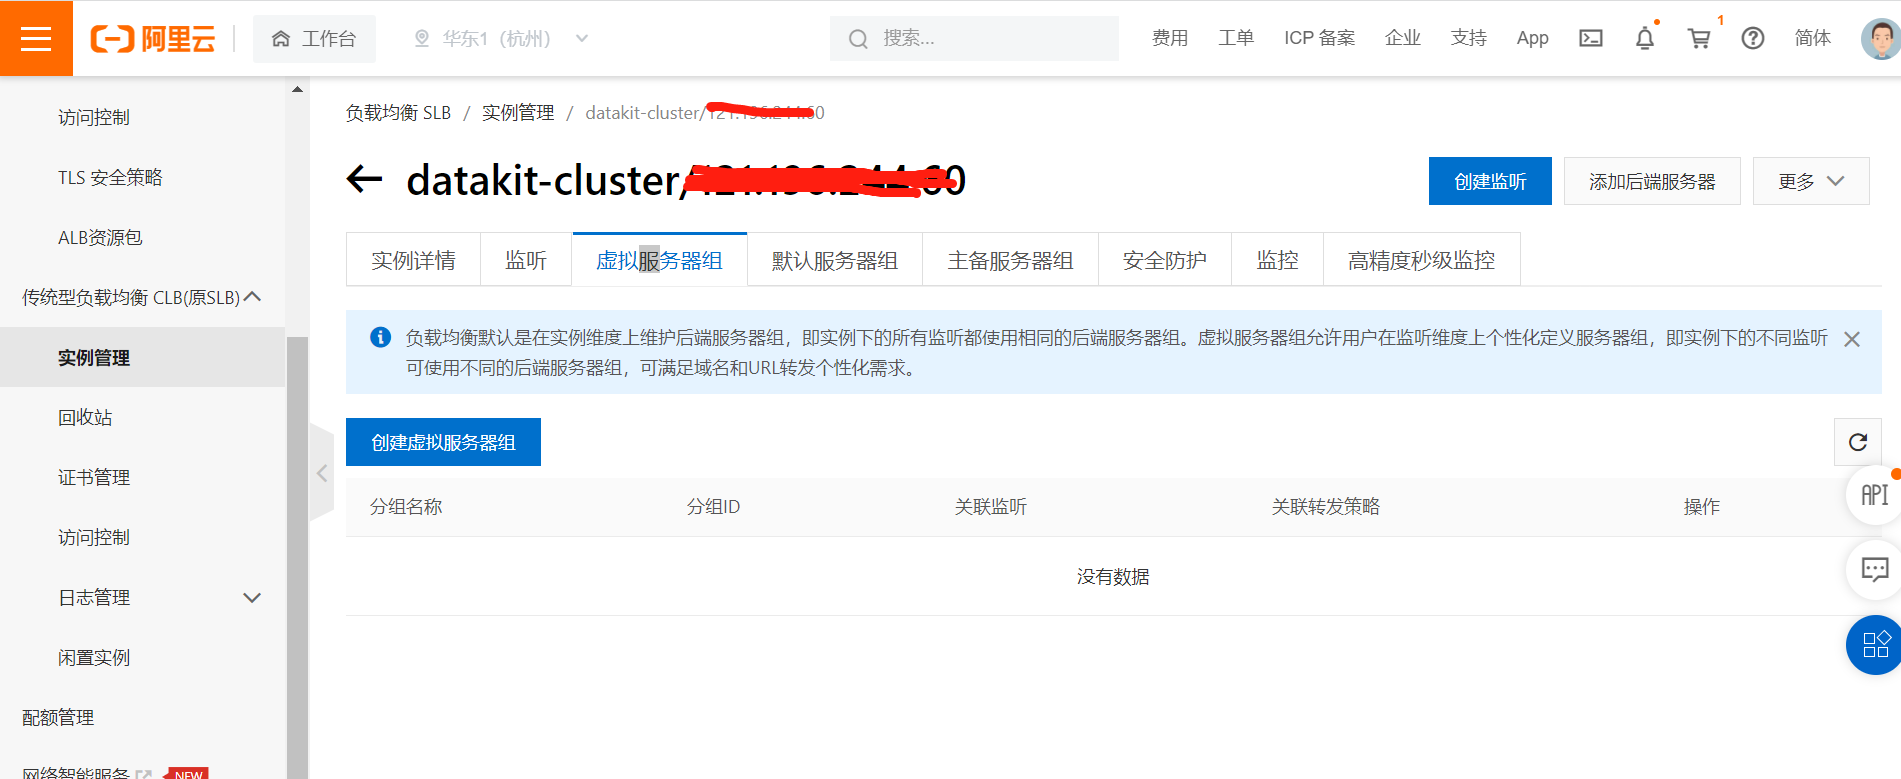 阿里云
工作台
华东1（杭州）
搜索...
费用
工单
ICP 备案
企业
支持
App
1
简体
访问控制
TLS 安全策略
ALB资源包
传统型负载均衡 CLB(原SLB)
实例管理
回收站
证书管理
访问控制
日志管理
闲置实例
配额管理
网络智能服务 NEW
负载均衡 SLB / 实例管理 / datakit-cluster/
datakit-cluster/
创建监听
添加后端服务器
更多
实例详情
监听
虚拟服务器组
默认服务器组
主备服务器组
安全防护
监控
高精度秒级监控
负载均衡默认是在实例维度上维护后端服务器组，即实例下的所有监听都使用相同的后端服务器组。虚拟服务器组允许用户在监听维度上个性化定义服务器组，即实例下的不同监听
可使用不同的后端服务器组，可满足域名和URL转发个性化需求。
创建虚拟服务器组
分组名称 分组ID 关联监听 关联转发策略 操作
没有数据
API